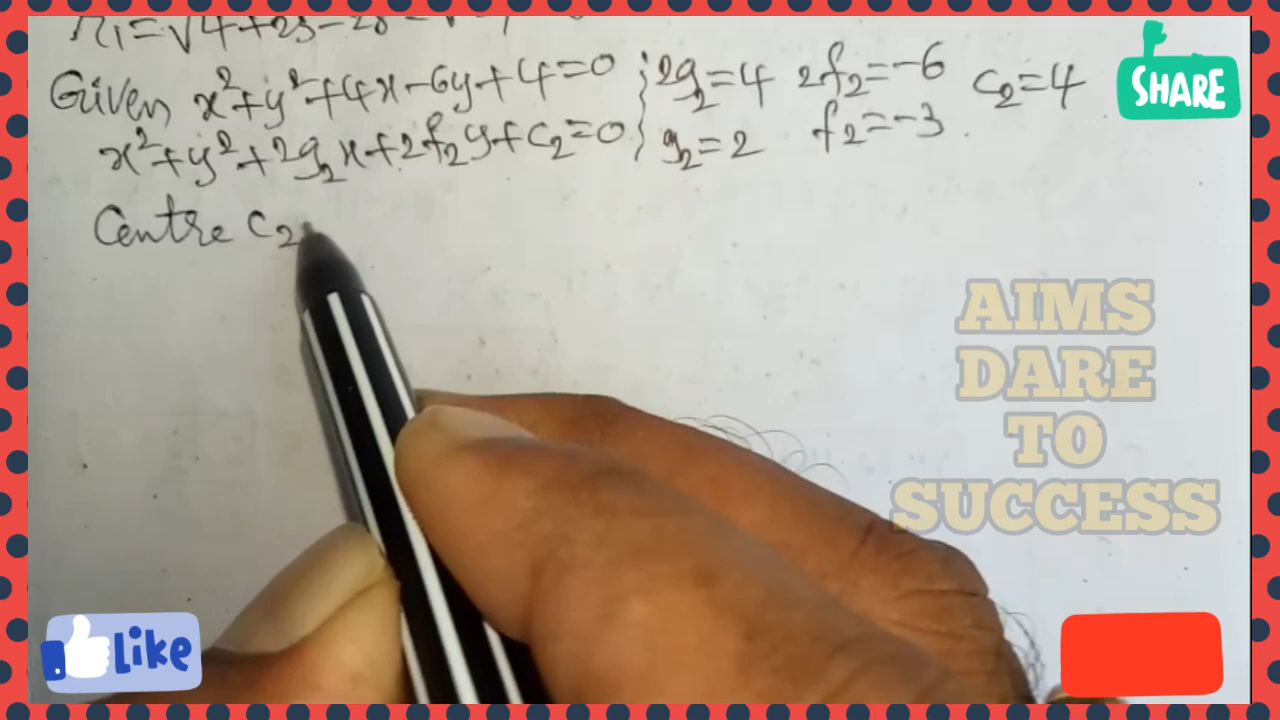 Given x²+y²+4x-6y+4=0 } 2g₂=4 2f₂=-6 c₂=4
x²+y²+2g₂x+2f₂y+c₂=0 } g₂=2 f₂=-3
Centre C₂
SHARE
AIMS
DARE
TO
SUCCESS
Like